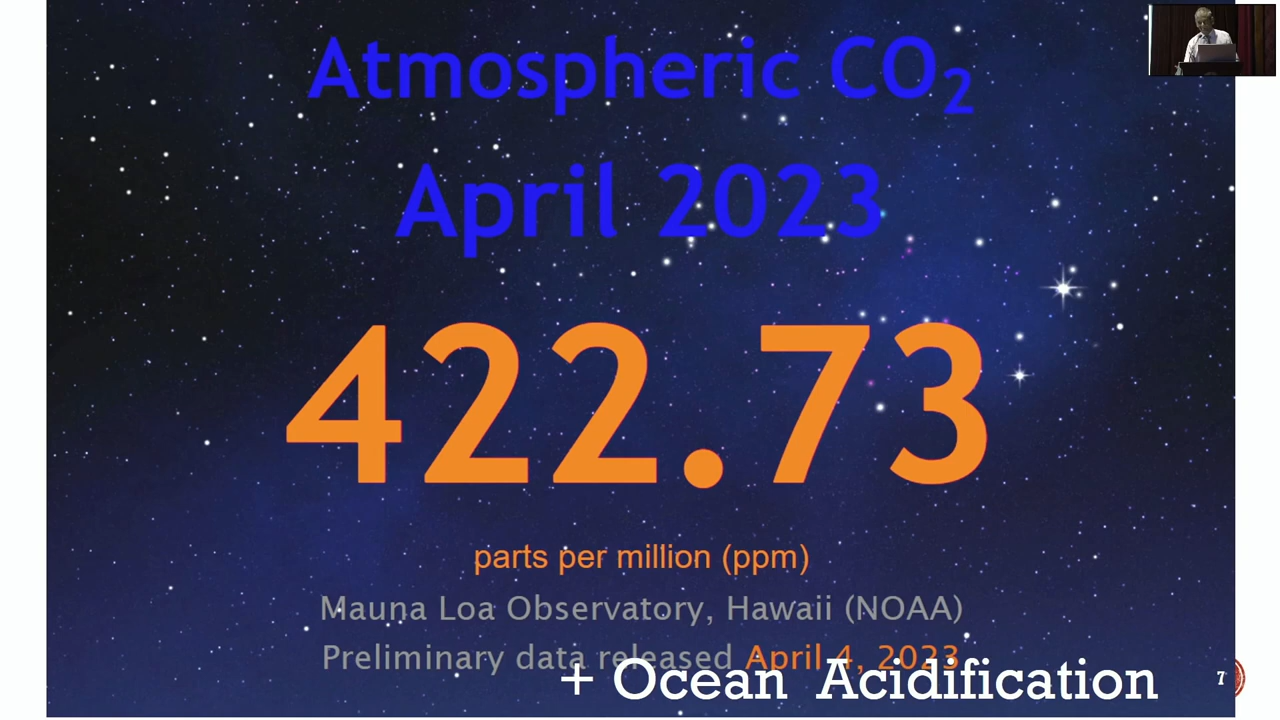 Atmospheric CO₂
April 2023
422.73
parts per million (ppm)
Mauna Loa Observatory, Hawaii (NOAA)
Preliminary data released April 4, 2023
+ Ocean Acidification
7